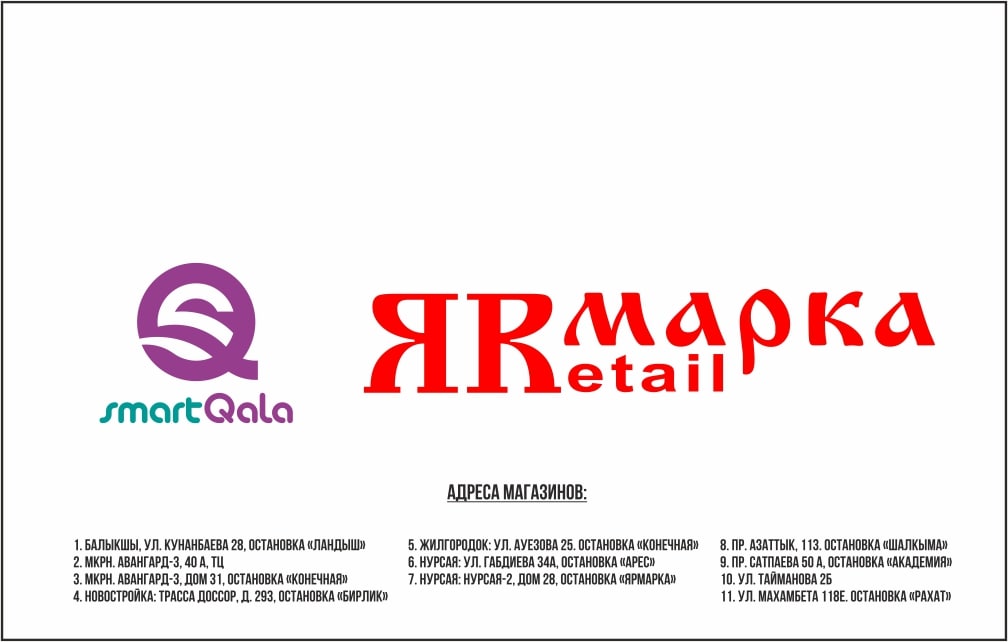 smartQala
ЯRмарка
etail
АДРЕСА МАГАЗИНОВ:
1. БАЛЫКШЫ, УЛ. КУНАНБАЕВА 28, ОСТАНОВКА «ЛАНДЫШ»
2. МКРН. АВАНГАРД-3, 40 А, ТЦ
3. МКРН. АВАНГАРД-3, ДОМ 31, ОСТАНОВКА «КОНЕЧНАЯ»
4. НОВОСТРОЙКА: ТРАССА ДОССОР, Д. 293, ОСТАНОВКА «БИРЛИК»
5. ЖИЛГОРОДОК: УЛ. АУЕЗОВА 25. ОСТАНОВКА «КОНЕЧНАЯ»
6. НУРСАЯ: УЛ. ГАБДИЕВА 34А, ОСТАНОВКА «АРЕС»
7. НУРСАЯ: НУРСАЯ-2, ДОМ 28, ОСТАНОВКА «ЯРМАРКА»
8. ПР. АЗАТТЫК, 113. ОСТАНОВКА «ШАЛКЫМА»
9. ПР. САТПАЕВА 50 А, ОСТАНОВКА «АКАДЕМИЯ»
10. УЛ. ТАЙМАНОВА 2Б
11. УЛ. МАХАМБЕТА 118Е. ОСТАНОВКА «РАХАТ»